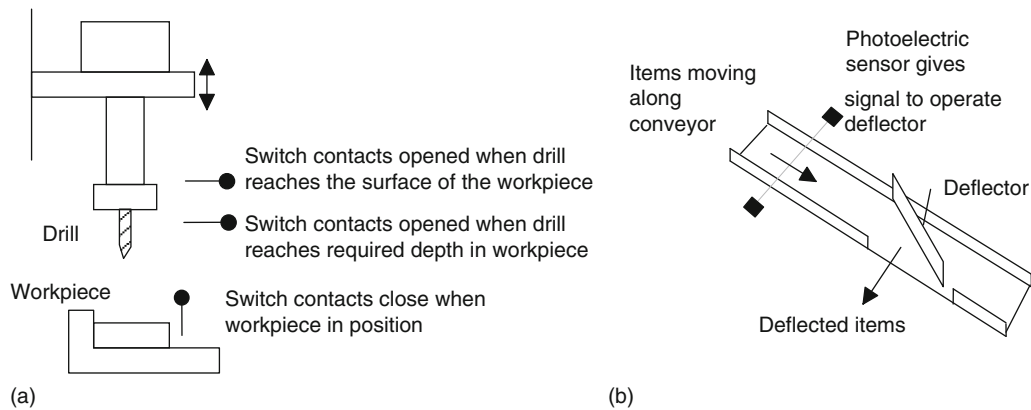 Switch contacts opened when drill
reaches the surface of the workpiece
Switch contacts opened when drill
reaches required depth in workpiece
Drill
Workpiece
Switch contacts close when
workpiece in position
(a)
Items moving
along
conveyor
Photoelectric
sensor gives
signal to operate
deflector
Deflector
Deflected items
(b)